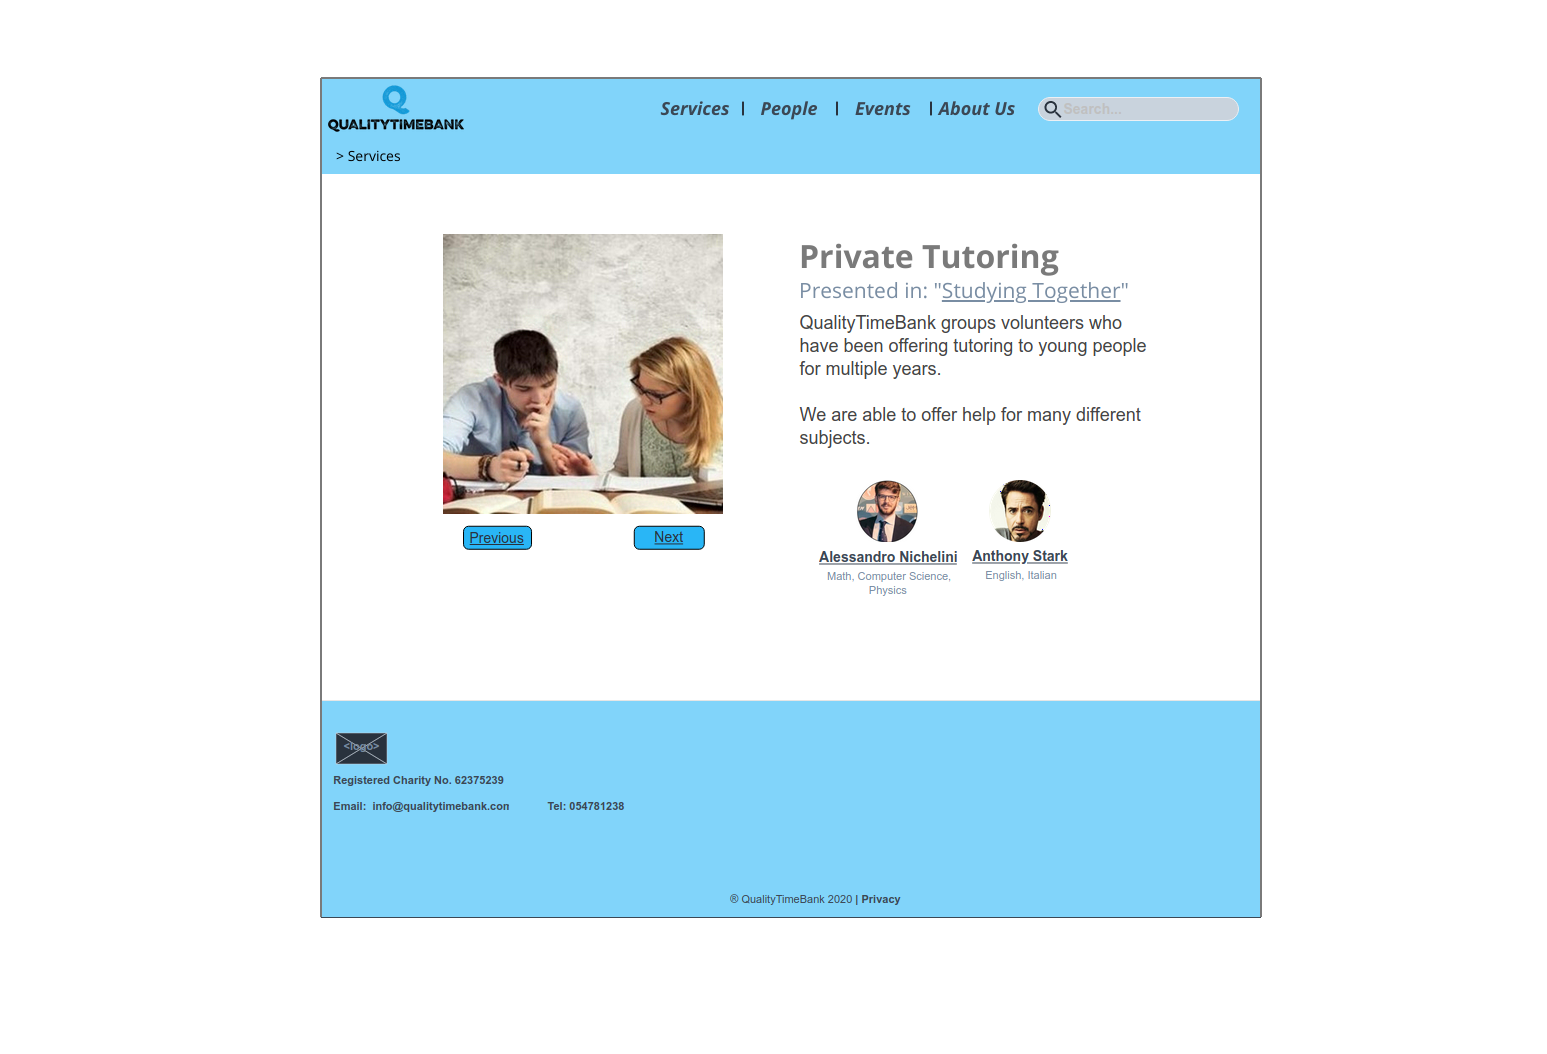 QUALITYTIMEBANK
Services | People | Events | About Us
Search...
> Services
Private Tutoring
Presented in: "Studying Together"
QualityTimeBank groups volunteers who
have been offering tutoring to young people
for multiple years.
We are able to offer help for many different
subjects.
Previous
Next
Alessandro Nichelini
Math, Computer Science,
Physics
Anthony Stark
English, Italian
<logo>
Registered Charity No. 62375239
Email: info@qualitytimebank.con
Tel: 054781238
® QualityTimeBank 2020 | Privacy